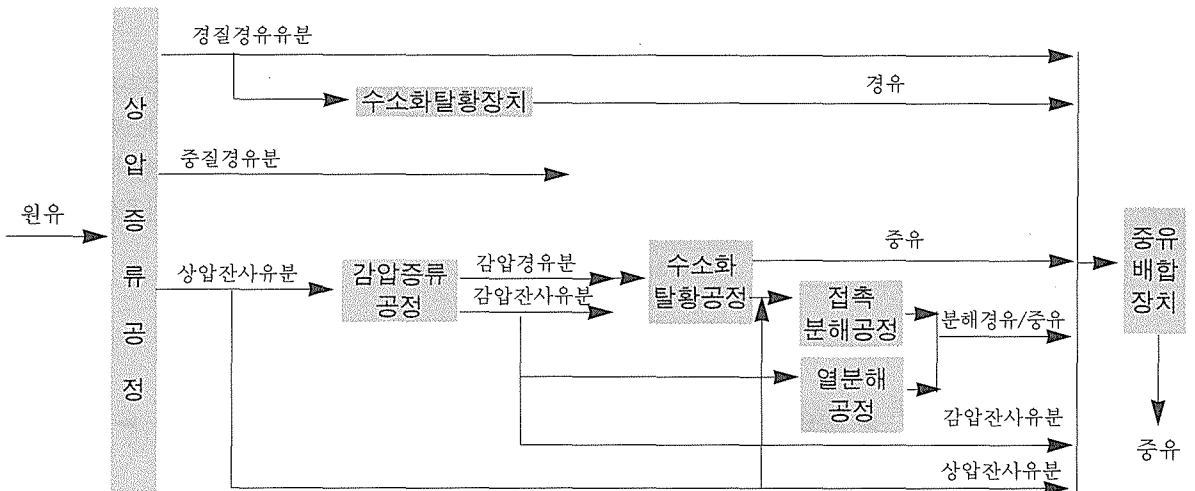 경질경유유분
수소화탈황장치
경유
상
압
증
류
공
정
중질경유분
원유
상압잔사유분
감압증류
공정
감압경유분
감압잔사유분
수소화
탈황공정
중유
접촉
분해공정
열분해
공정
분해경유/중유
감압잔사유분
상압잔사유분
중유
배합
장치
중유